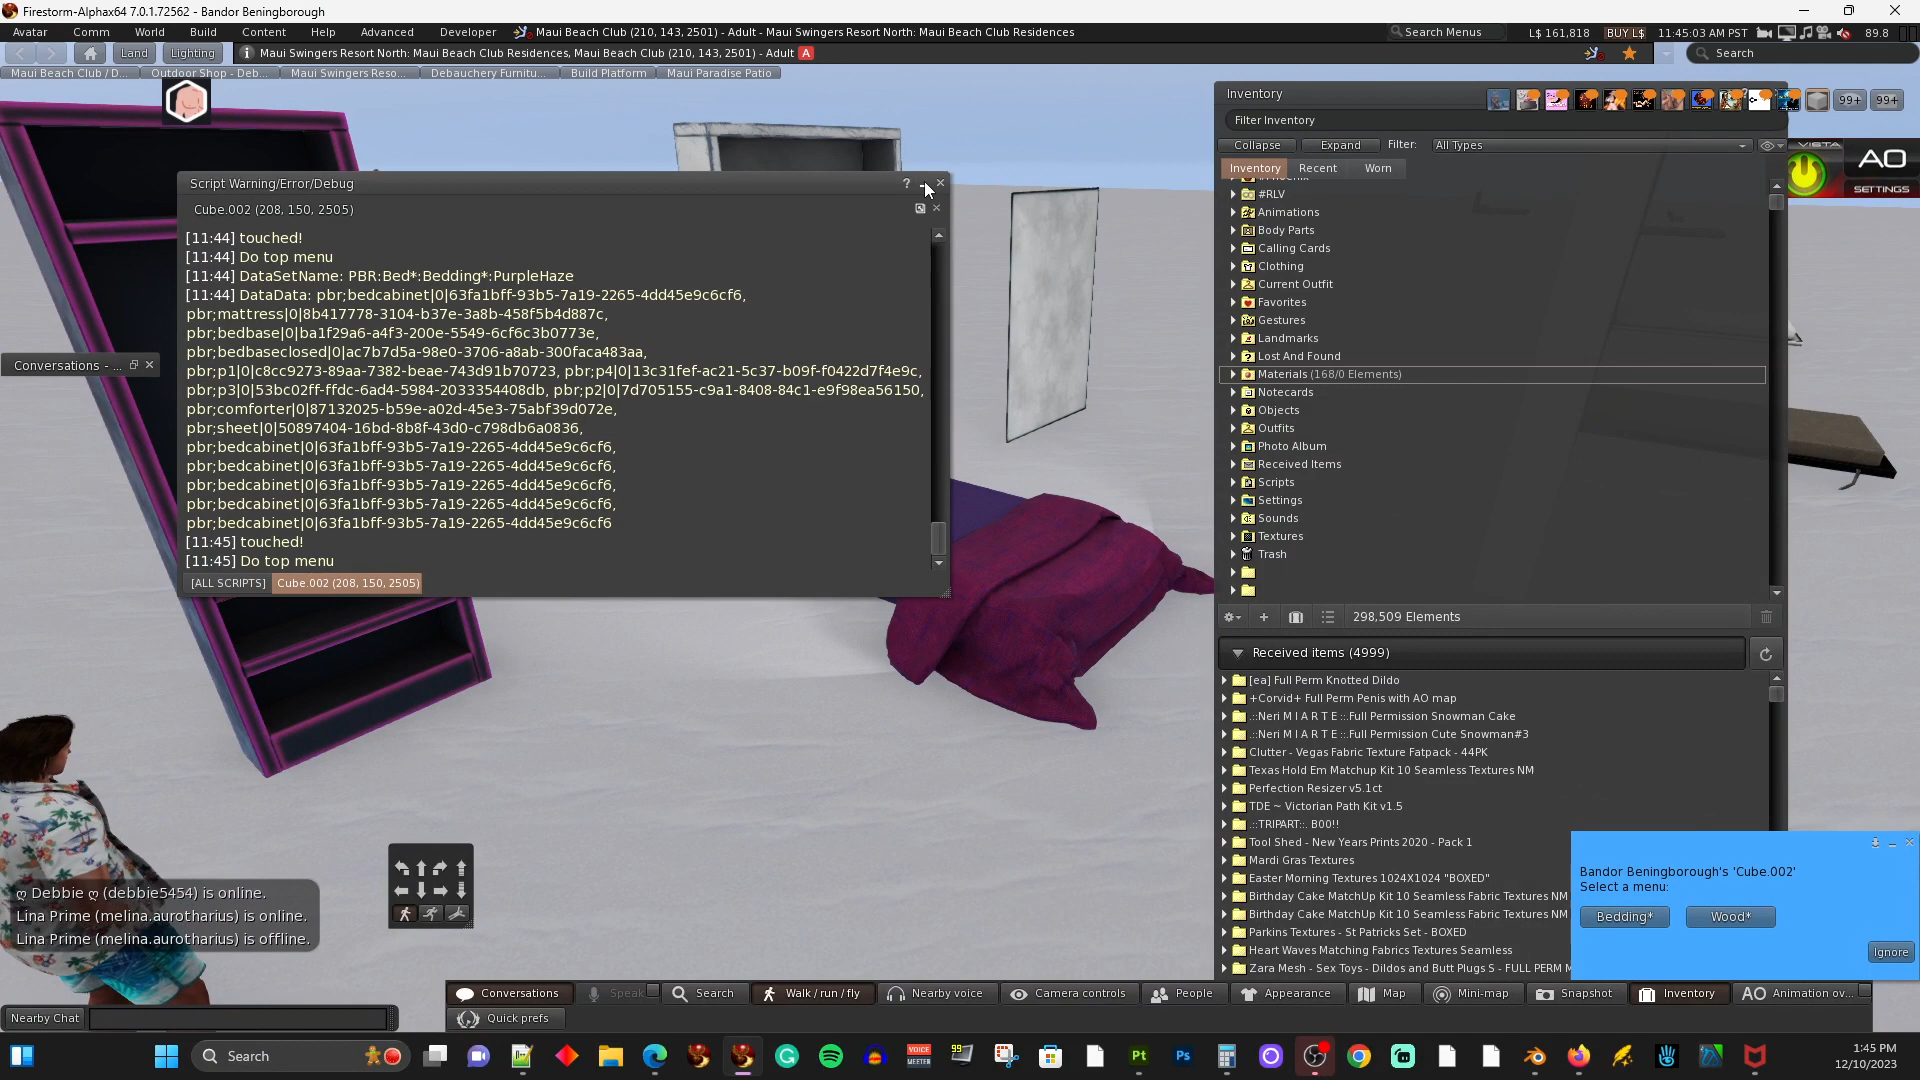 Firestorm-Alphax64 7.0.1.72562 - Bandor Beningborough
Avatar Comm World Build Content Help Advanced Developer Maui Beach Club (210, 143, 2501) - Adult - Maui Swingers Resort North: Maui Beach Club Residences Search Menus L$ 161,818 BUY L$ 11:45:03 AM PST 89.8
Land Lighting Maui Swingers Resort North: Maui Beach Club Residences, Maui Beach Club (210, 143, 2501) - Adult A Search
Maui Beach Club / D... Outdoor Shop - Deb... Maui Swingers Reso... Debauchery Furnitu... Build Platform Maui Paradise Patio
Script Warning/Error/Debug ?
Cube.002 (208, 150, 2505)
[11:44] touched!
[11:44] Do top menu
[11:44] DataSetName: PBR:Bed*:Bedding*:PurpleHaze
[11:44] DataData: pbr;bedcabinet|0|63fa1bff-93b5-7a19-2265-4dd45e9c6cf6,
pbr;mattress|0|8b417778-3104-b37e-3a8b-458f5b4d887c,
pbr;bedbase|0|ba1f29a6-a4f3-200e-5549-6cf6c3b0773e,
pbr;bedbaseclosed|0|ac7b7d5a-98e0-3706-a8ab-300faca483aa,
pbr;p1|0|c8cc9273-89aa-7382-beae-743d91b70723, pbr;p4|0|13c31fef-ac21-5c37-b09f-f0422d7f4e9c,
pbr;p3|0|53bc02ff-ffdc-6ad4-5984-2033354408db, pbr;p2|0|7d705155-c9a1-8408-84c1-e9f98ea56150,
pbr;comforter|0|87132025-b59e-a02d-45e3-75abf39d072e,
pbr;sheet|0|50897404-16bd-8b8f-43d0-c798db6a0836,
pbr;bedcabinet|0|63fa1bff-93b5-7a19-2265-4dd45e9c6cf6,
pbr;bedcabinet|0|63fa1bff-93b5-7a19-2265-4dd45e9c6cf6,
pbr;bedcabinet|0|63fa1bff-93b5-7a19-2265-4dd45e9c6cf6,
pbr;bedcabinet|0|63fa1bff-93b5-7a19-2265-4dd45e9c6cf6,
pbr;bedcabinet|0|63fa1bff-93b5-7a19-2265-4dd45e9c6cf6
[11:45] touched!
[11:45] Do top menu
[ALL SCRIPTS] Cube.002 (208, 150, 2505)
Conversations - ...
Inventory 99+ 99+
Filter Inventory
Collapse Expand Filter: All Types
Inventory Recent Worn
#RLV
Animations
Body Parts
Calling Cards
Clothing
Current Outfit
Favorites
Gestures
Landmarks
Lost And Found
Materials (168/0 Elements)
Notecards
Objects
Outfits
Photo Album
Received Items
Scripts
Settings
Sounds
Textures
Trash
298,509 Elements
Received items (4999)
[ea] Full Perm Knotted Dildo
+Corvid+ Full Perm Penis with AO map
.::Neri M I A R T E ::.Full Permission Snowman Cake
.::Neri M I A R T E ::.Full Permission Cute Snowman#3
Clutter - Vegas Fabric Texture Fatpack - 44PK
Texas Hold Em Matchup Kit 10 Seamless Textures NM
Perfection Resizer v5.1ct
TDE ~ Victorian Path Kit v1.5
.::TRIPART::. B00!!
Tool Shed - New Years Prints 2020 - Pack 1
Mardi Gras Textures
Easter Morning Textures 1024X1024 "BOXED"
Birthday Cake MatchUp Kit 10 Seamless Fabric Textures NM
Birthday Cake MatchUp Kit 10 Seamless Fabric Textures NM
Parkins Textures - St Patricks Set - BOXED
Heart Waves Matching Fabrics Textures Seamless
Zara Mesh - Sex Toys - Dildos and Butt Plugs S - FULL PERM
VISTA
AO
SETTINGS
Bandor Beningborough's 'Cube.002'
Select a menu:
Bedding* Wood*
Ignore
ღ Debbie ღ (debbie5454) is online.
Lina Prime (melina.aurotharius) is online.
Lina Prime (melina.aurotharius) is offline.
Conversations Speak Search Walk / run / fly Nearby voice Camera controls People Appearance Map Mini-map Snapshot Inventory AO Animation ov...
Nearby Chat Quick prefs
Search VOICE MEETER 99 Pt Ps
1:45 PM
12/10/2023